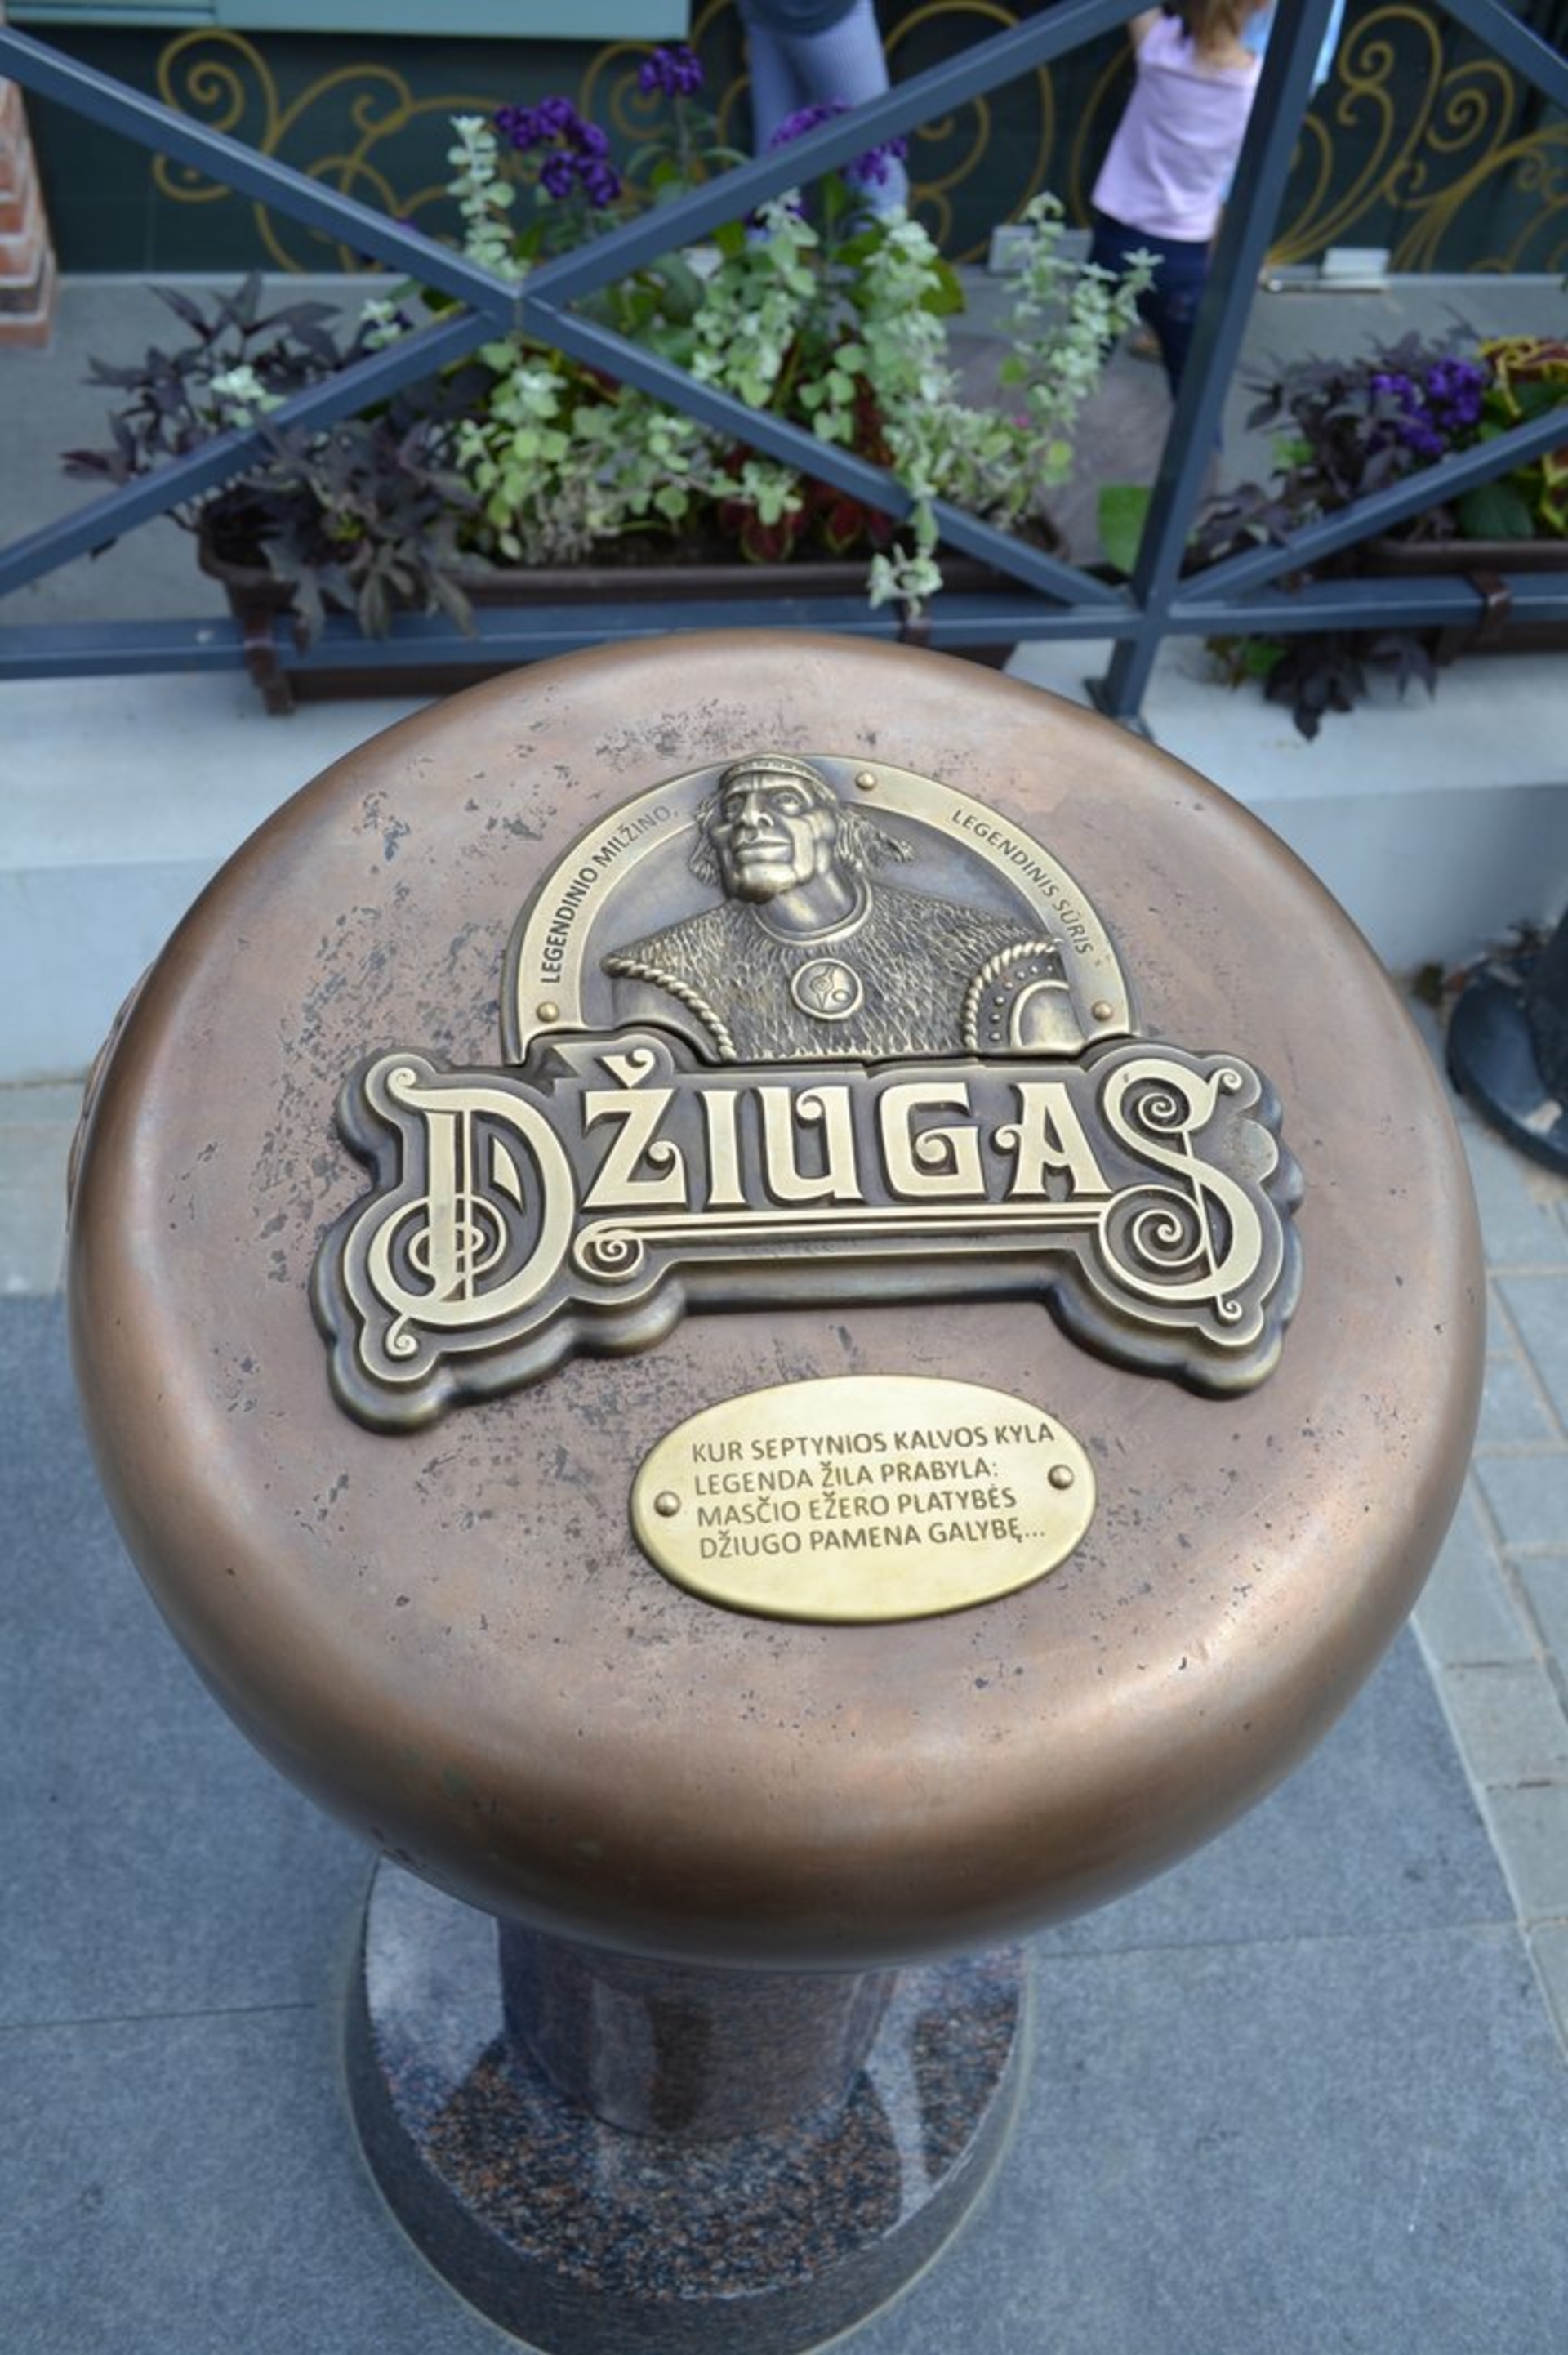 LEGENDINIO MILŽINO,
LEGENDINIS SŪRIS
DŽIUGAS
KUR SEPTYNIOS KALVOS KYLA
LEGENDA ŽILA PRABYLA:
MASČIO EŽERO PLATYBĖS
DŽIUGO PAMENA GALYBĘ...